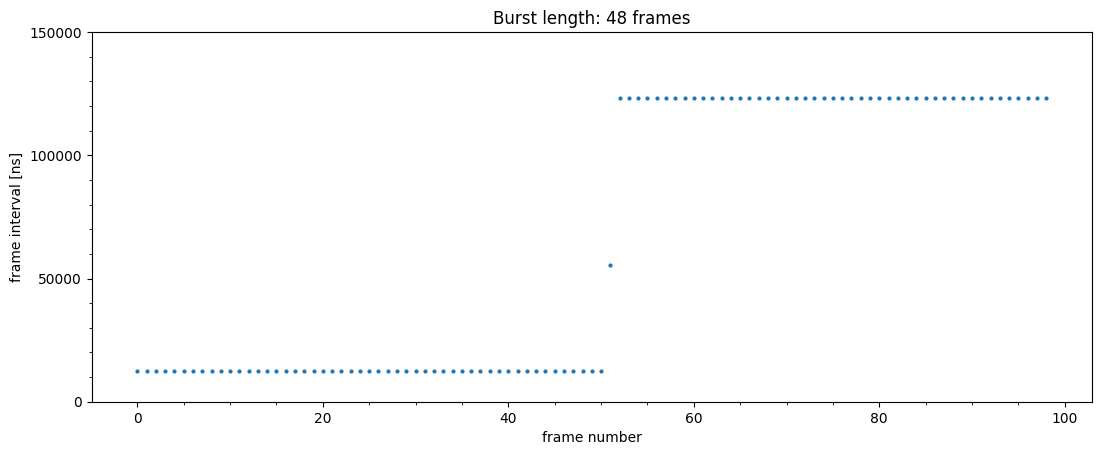 Burst length: 48 frames
150000
100000
50000
0
frame interval [ns]
0 20 40 60 80 100
frame number